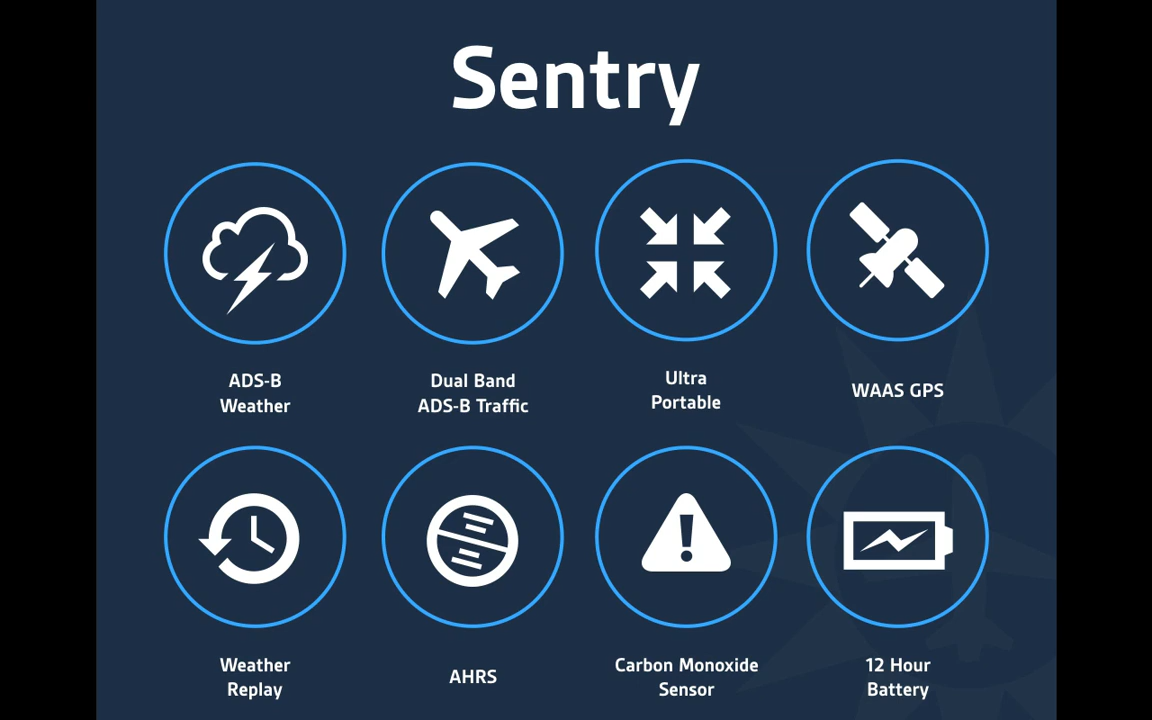 Sentry
ADS-B
Weather
Dual Band
ADS-B Traffic
Ultra
Portable
WAAS GPS
Weather
Replay
AHRS
Carbon Monoxide
Sensor
12 Hour
Battery